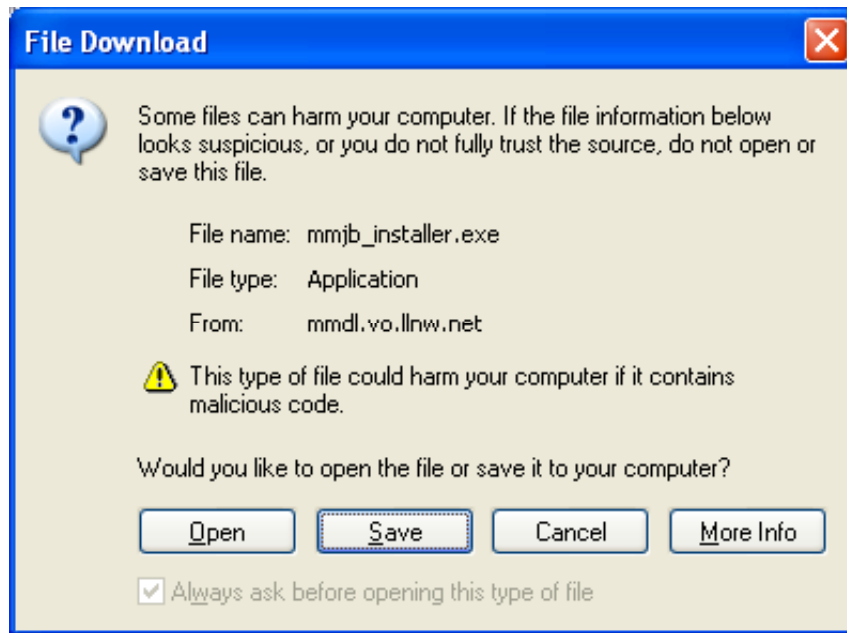 File Download
Some files can harm your computer. If the file information below
looks suspicious, or you do not fully trust the source, do not open or
save this file.
File name: mmjb_installer.exe
File type: Application
From: mmdl.vo.llnw.net
This type of file could harm your computer if it contains
malicious code.
Would you like to open the file or save it to your computer?
Open Save Cancel More Info
Always ask before opening this type of file